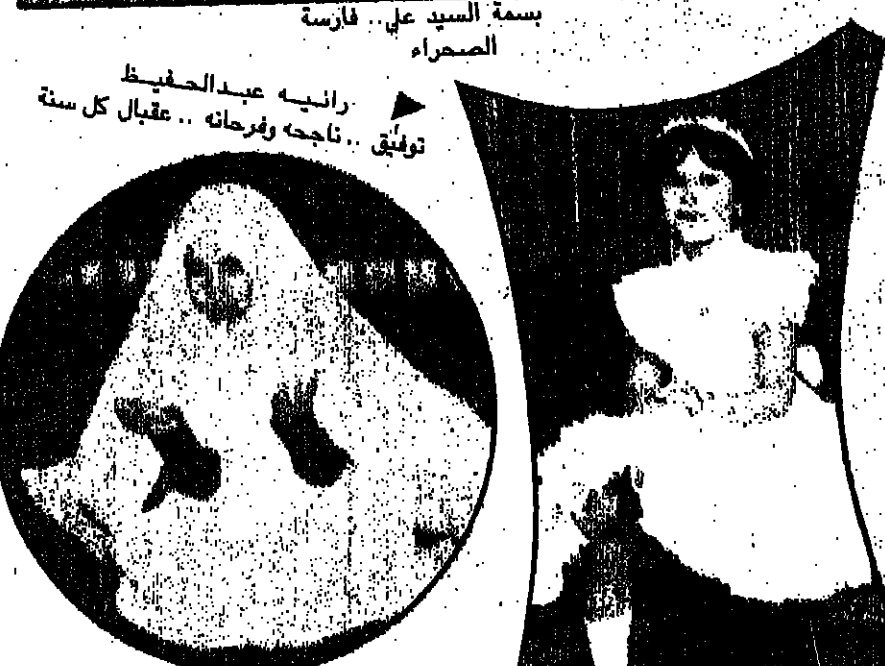 بسمة السيد علي.. فارسة
الصحراء
رانيه عبدالحفيظ
توفيق .. ناجحه وفرحانه .. عقبال كل سنة